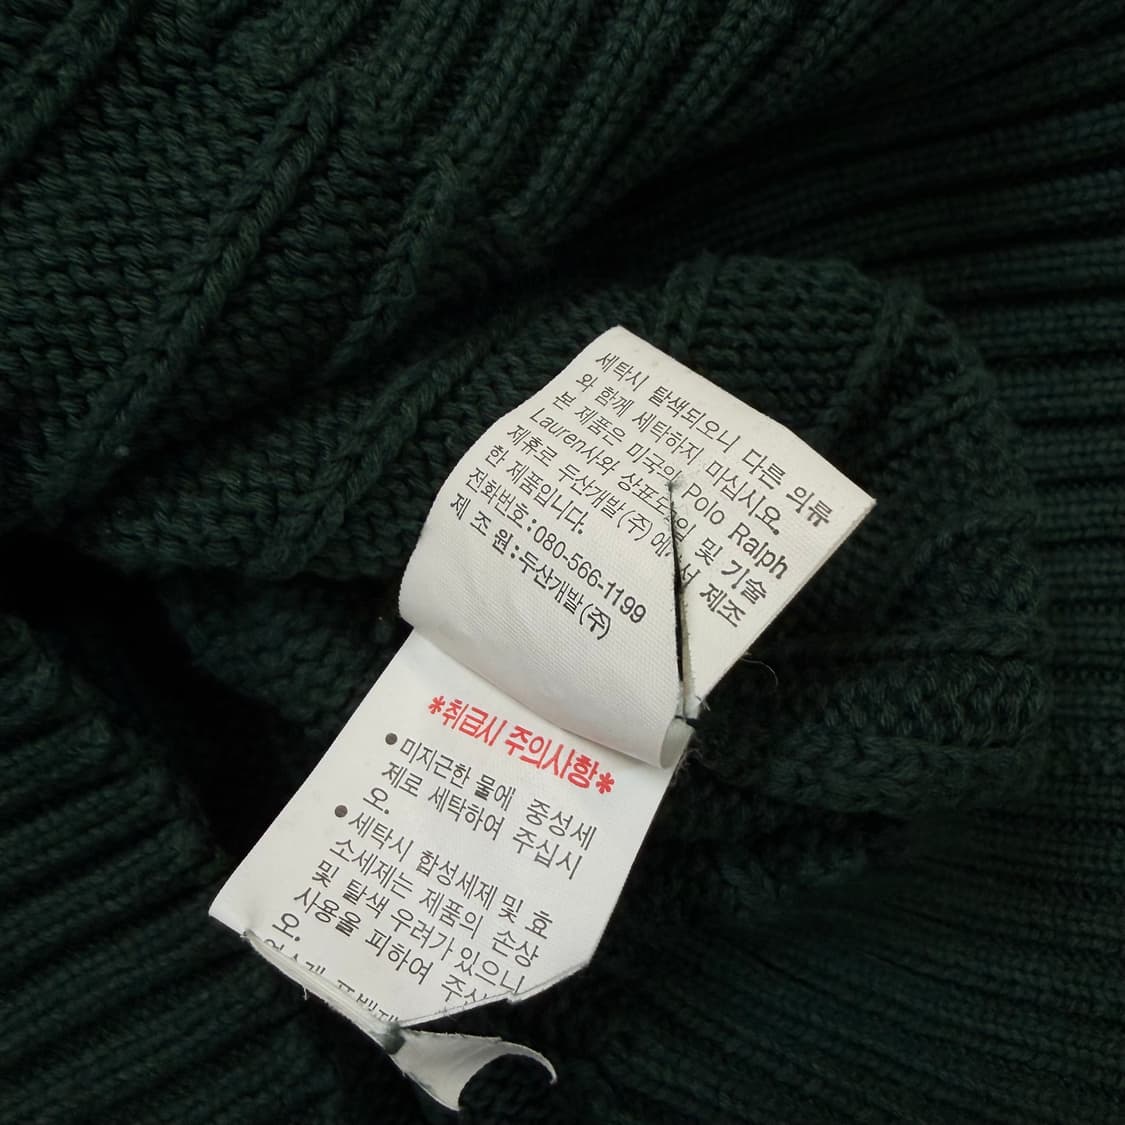 세탁시 탈색되오니 다른 의류
와 함께 세탁하지 마십시오.
본 제품은 미국의 Polo Ralph
Lauren사와 상표도입 및 기술
제휴로 두산개발(주)에서 제조
한 제품입니다.
전화번호:080-566-1199
제 조 원:두산개발(주)
*취급시 주의사항*
●미지근한 물에 중성세
제로 세탁하여 주십시
오.
●세탁시 합성세제 및 효
소세제는 제품의 손상
및 탈색 우려가 있으니
사용을 피하여 주십
오.